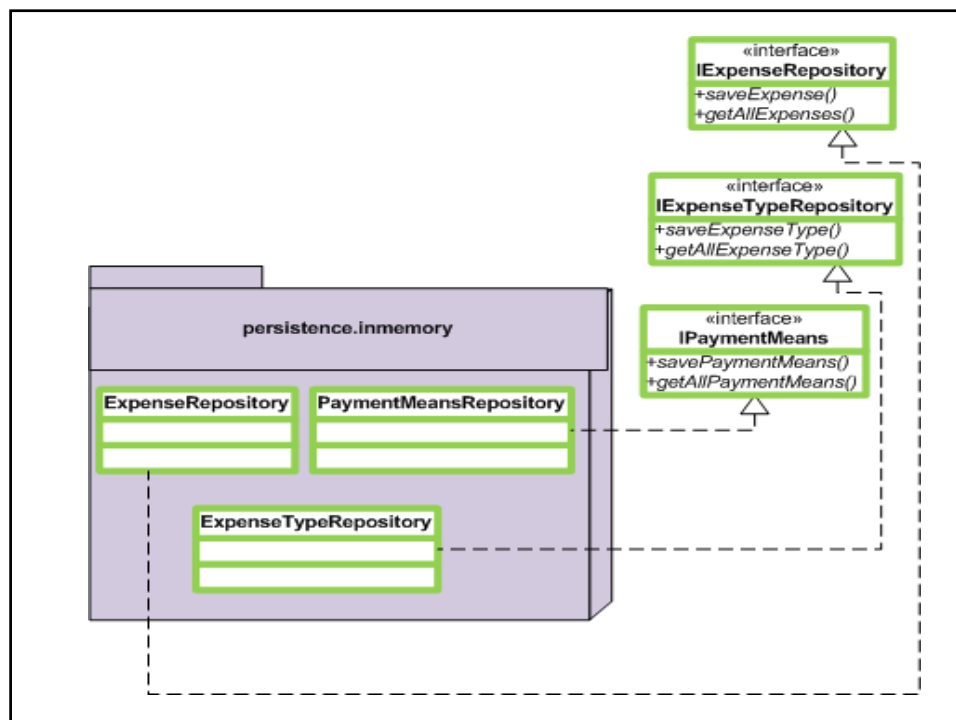 «interface»
IExpenseRepository
+saveExpense()
+getAllExpenses()
«interface»
IExpenseTypeRepository
+saveExpenseType()
+getAllExpenseType()
«interface»
IPaymentMeans
+savePaymentMeans()
+getAllPaymentMeans()
persistence.inmemory
ExpenseRepository
PaymentMeansRepository
ExpenseTypeRepository